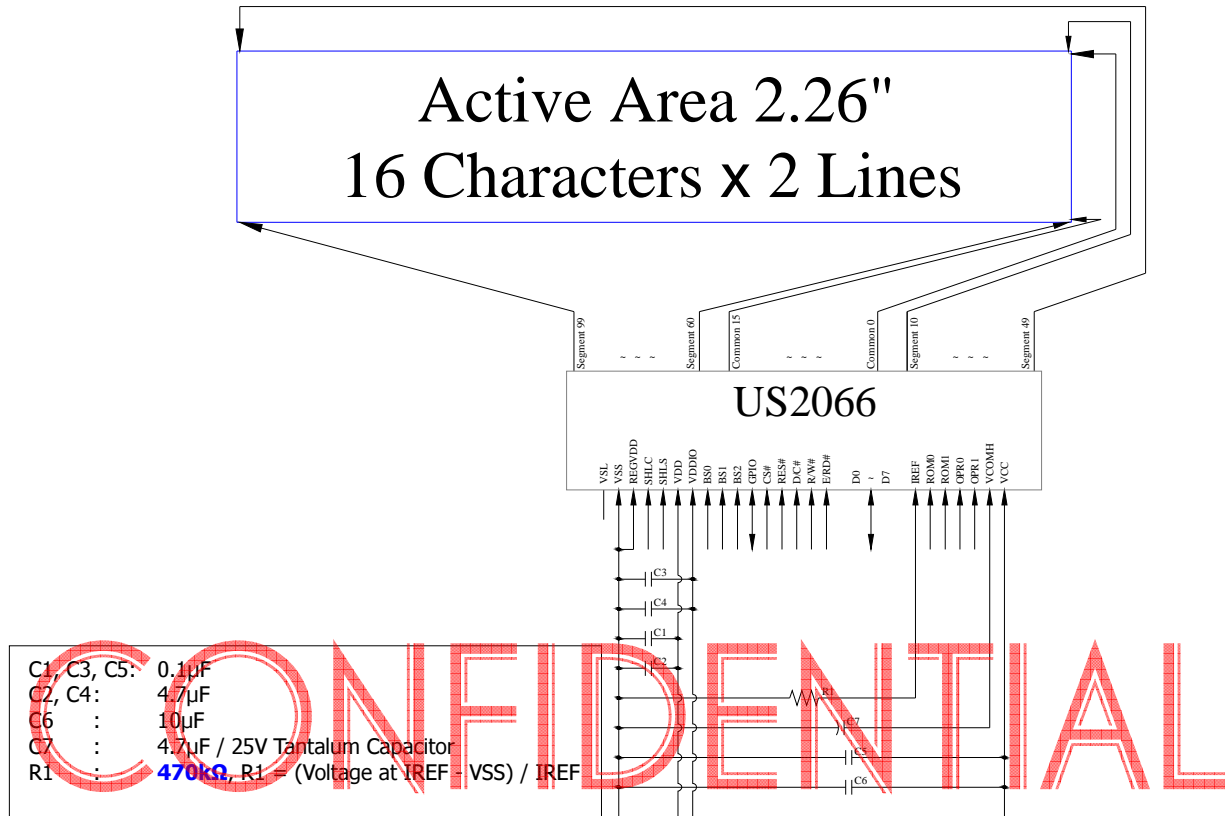 Active Area 2.26"
16 Characters x 2 Lines
Segment 99
~ ~ ~
Segment 60
Common 15
~ ~ ~
Common 0
Segment 10
~ ~ ~
Segment 49
US2066
VSL
VSS
REGVDD
SHLC
SHLS
VDD
VDDIO
BS0
BS1
BS2
GPIO
CS#
RES#
D/C#
R/W#
E/RD#
D0
~
D7
IREF
ROM0
ROM1
OPR0
OPR1
VCOMH
VCC
C3
C4
C1
C2
R1
C7
C5
C6
C1, C3, C5: 0.1µF
C2, C4: 4.7µF
C6 : 10µF
C7 : 4.7µF / 25V Tantalum Capacitor
R1 : 470kΩ, R1 = (Voltage at IREF - VSS) / IREF
CONFIDENTIAL